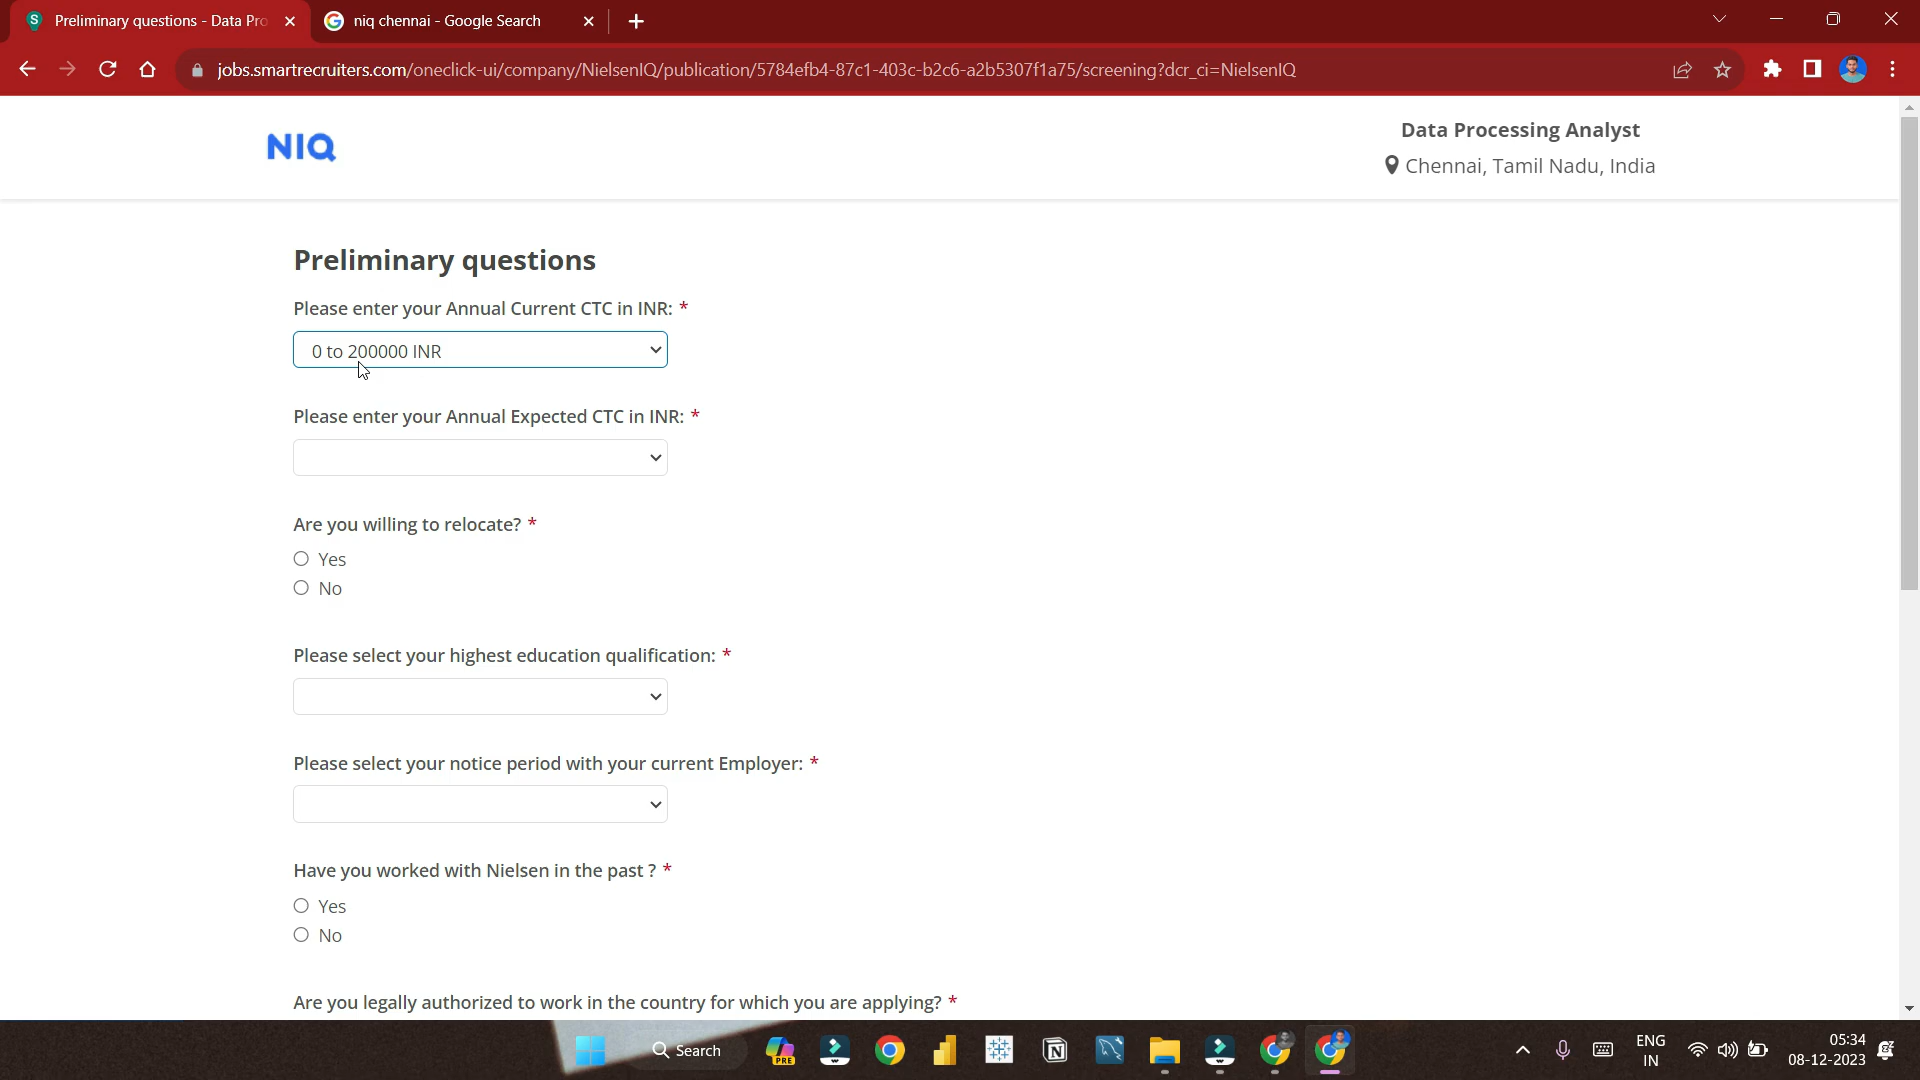 Preliminary questions - Data Pro
niq chennai - Google Search
jobs.smartrecruiters.com/oneclick-ui/company/NielsenIQ/publication/5784efb4-87c1-403c-b2c6-a2b5307f1a75/screening?dcr_ci=NielsenIQ
NIQ
Data Processing Analyst
Chennai, Tamil Nadu, India
Preliminary questions
Please enter your Annual Current CTC in INR: *
0 to 200000 INR
Please enter your Annual Expected CTC in INR: *
Are you willing to relocate? *
Yes
No
Please select your highest education qualification: *
Please select your notice period with your current Employer: *
Have you worked with Nielsen in the past ? *
Yes
No
Are you legally authorized to work in the country for which you are applying? *
Search
PRE
ENG
IN
05:34
08-12-2023